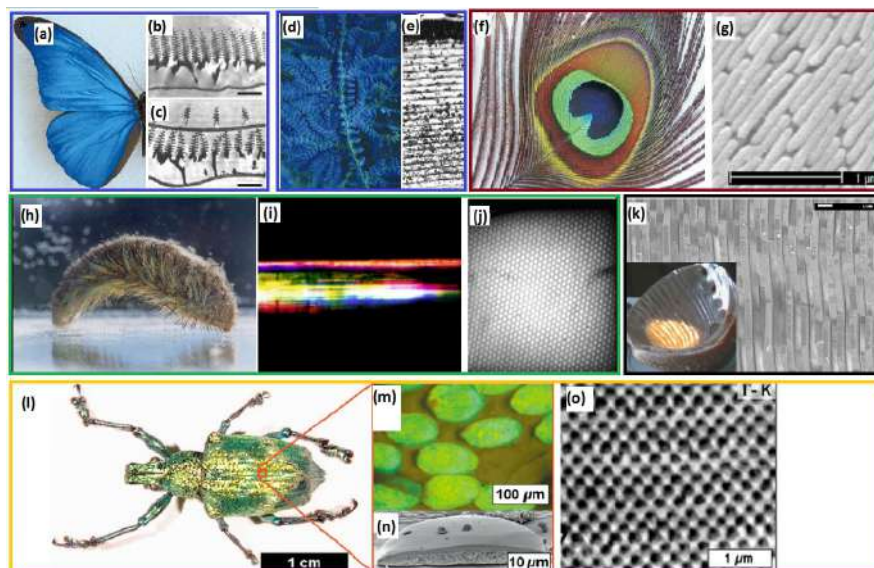 (a)
(b)
(c)
(d)
(e)
(f)
(g)
1 μm
(h)
(i)
(j)
(k)
(l)
1 cm
(m)
100 μm
(n)
10 μm
(o)
Γ- K
1 μm